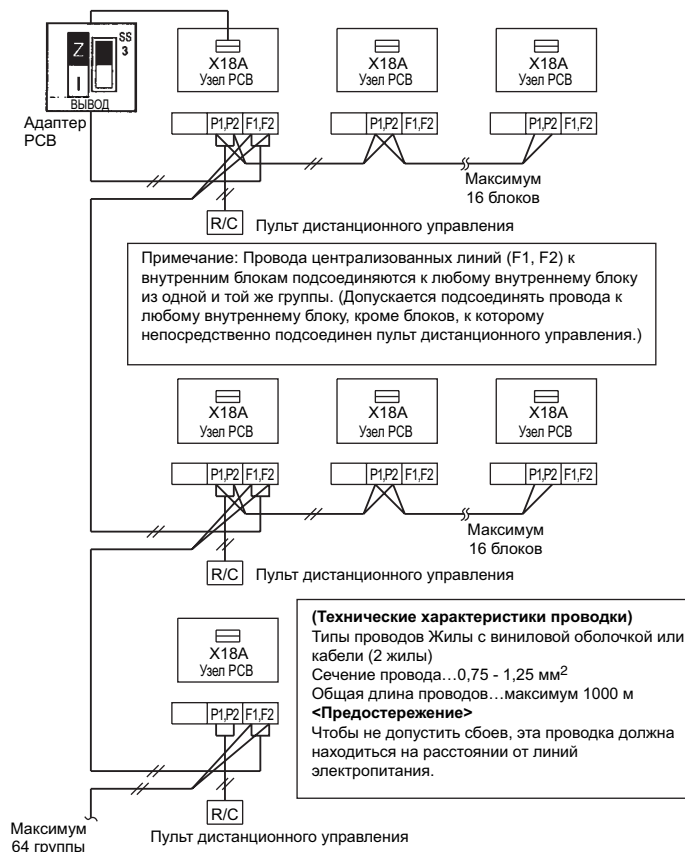 Z
I
SS
3
ВЫВОД
Адаптер
PCB
X18A
Узел PCB
X18A
Узел PCB
X18A
Узел PCB
P1,P2 F1,F2
P1,P2 F1,F2
P1,P2 F1,F2
Максимум
16 блоков
R/C
Пульт дистанционного управления
Примечание: Провода централизованных линий (F1, F2) к
внутренним блокам подсоединяются к любому внутреннему блоку
из одной и той же группы. (Допускается подсоединять провода к
любому внутреннему блоку, кроме блоков, к которому
непосредственно подсоединен пульт дистанционного управления.)
X18A
Узел PCB
X18A
Узел PCB
X18A
Узел PCB
P1,P2 F1,F2
P1,P2 F1,F2
P1,P2 F1,F2
Максимум
16 блоков
R/C
Пульт дистанционного управления
X18A
Узел PCB
P1,P2 F1,F2
(Технические характеристики проводки)
Типы проводов Жилы с виниловой оболочкой или
кабели (2 жилы)
Сечение провода…0,75 - 1,25 мм2
Общая длина проводов…максимум 1000 м
<Предостережение>
Чтобы не допустить сбоев, эта проводка должна
находиться на расстоянии от линий
электропитания.
R/C
Пульт дистанционного управления
Максимум
64 группы